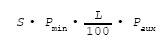 S · P_min · L/100 · P_aux